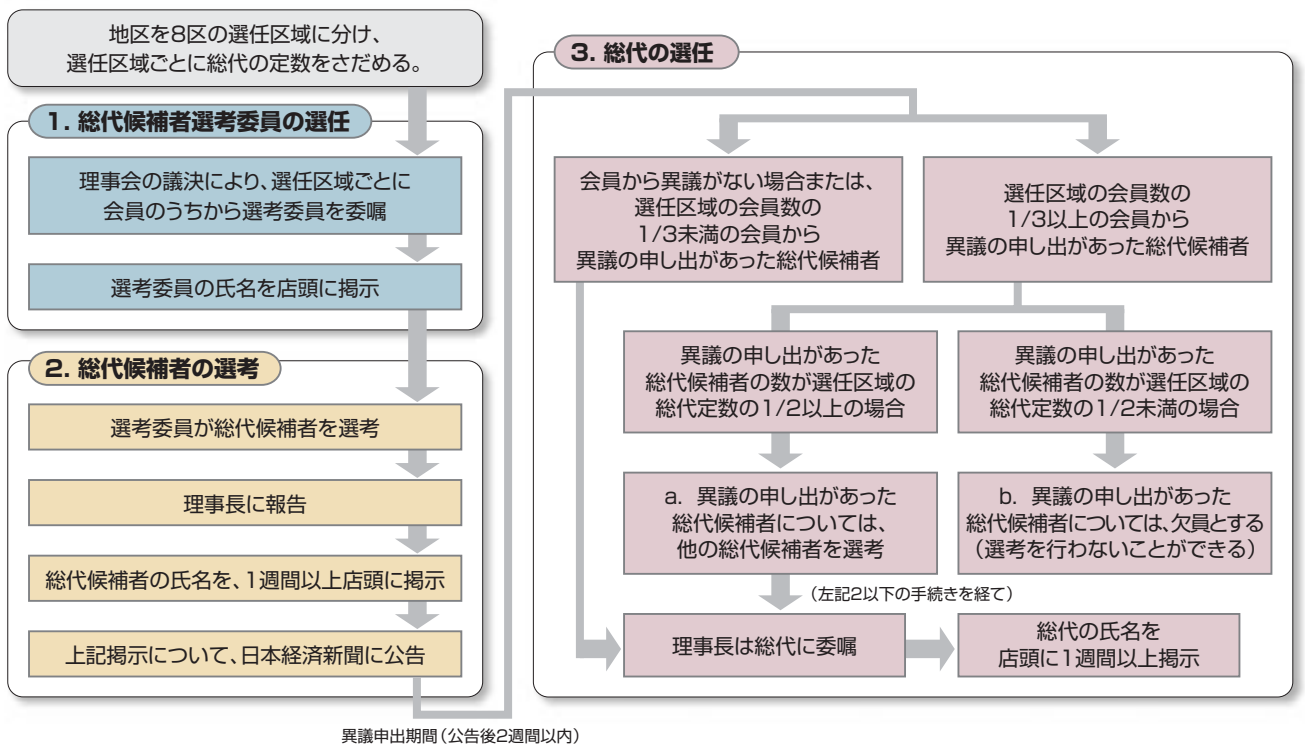 地区を8区の選任区域に分け、
選任区域ごとに総代の定数をさだめる。
1. 総代候補者選考委員の選任
理事会の議決により、選任区域ごとに
会員のうちから選考委員を委嘱
選考委員の氏名を店頭に掲示
2. 総代候補者の選考
選考委員が総代候補者を選考
理事長に報告
総代候補者の氏名を、1週間以上店頭に掲示
上記掲示について、日本経済新聞に公告
異議申出期間(公告後2週間以内)
3. 総代の選任
会員から異議がない場合または、
選任区域の会員数の
1/3未満の会員から
異議の申し出があった総代候補者
選任区域の会員数の
1/3以上の会員から
異議の申し出があった総代候補者
異議の申し出があった
総代候補者の数が選任区域の
総代定数の1/2以上の場合
異議の申し出があった
総代候補者の数が選任区域の
総代定数の1/2未満の場合
a. 異議の申し出があった
総代候補者については、
他の総代候補者を選考
b. 異議の申し出があった
総代候補者については、欠員とする
(選考を行わないことができる)
(左記2以下の手続きを経て)
理事長は総代に委嘱
総代の氏名を
店頭に1週間以上掲示